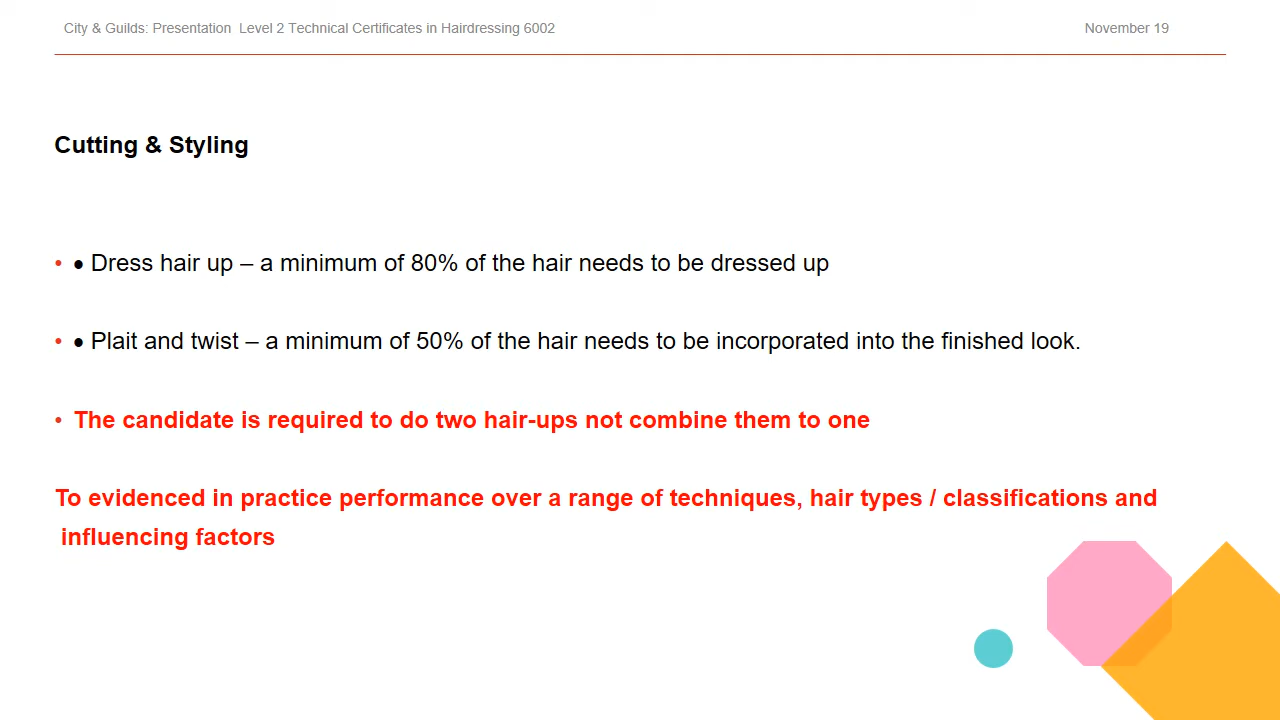 City & Guilds: Presentation  Level 2 Technical Certificates in Hairdressing 6002
November 19
Cutting & Styling
• ● Dress hair up – a minimum of 80% of the hair needs to be dressed up
• ● Plait and twist – a minimum of 50% of the hair needs to be incorporated into the finished look.
• The candidate is required to do two hair-ups not combine them to one
To evidenced in practice performance over a range of techniques, hair types / classifications and
influencing factors